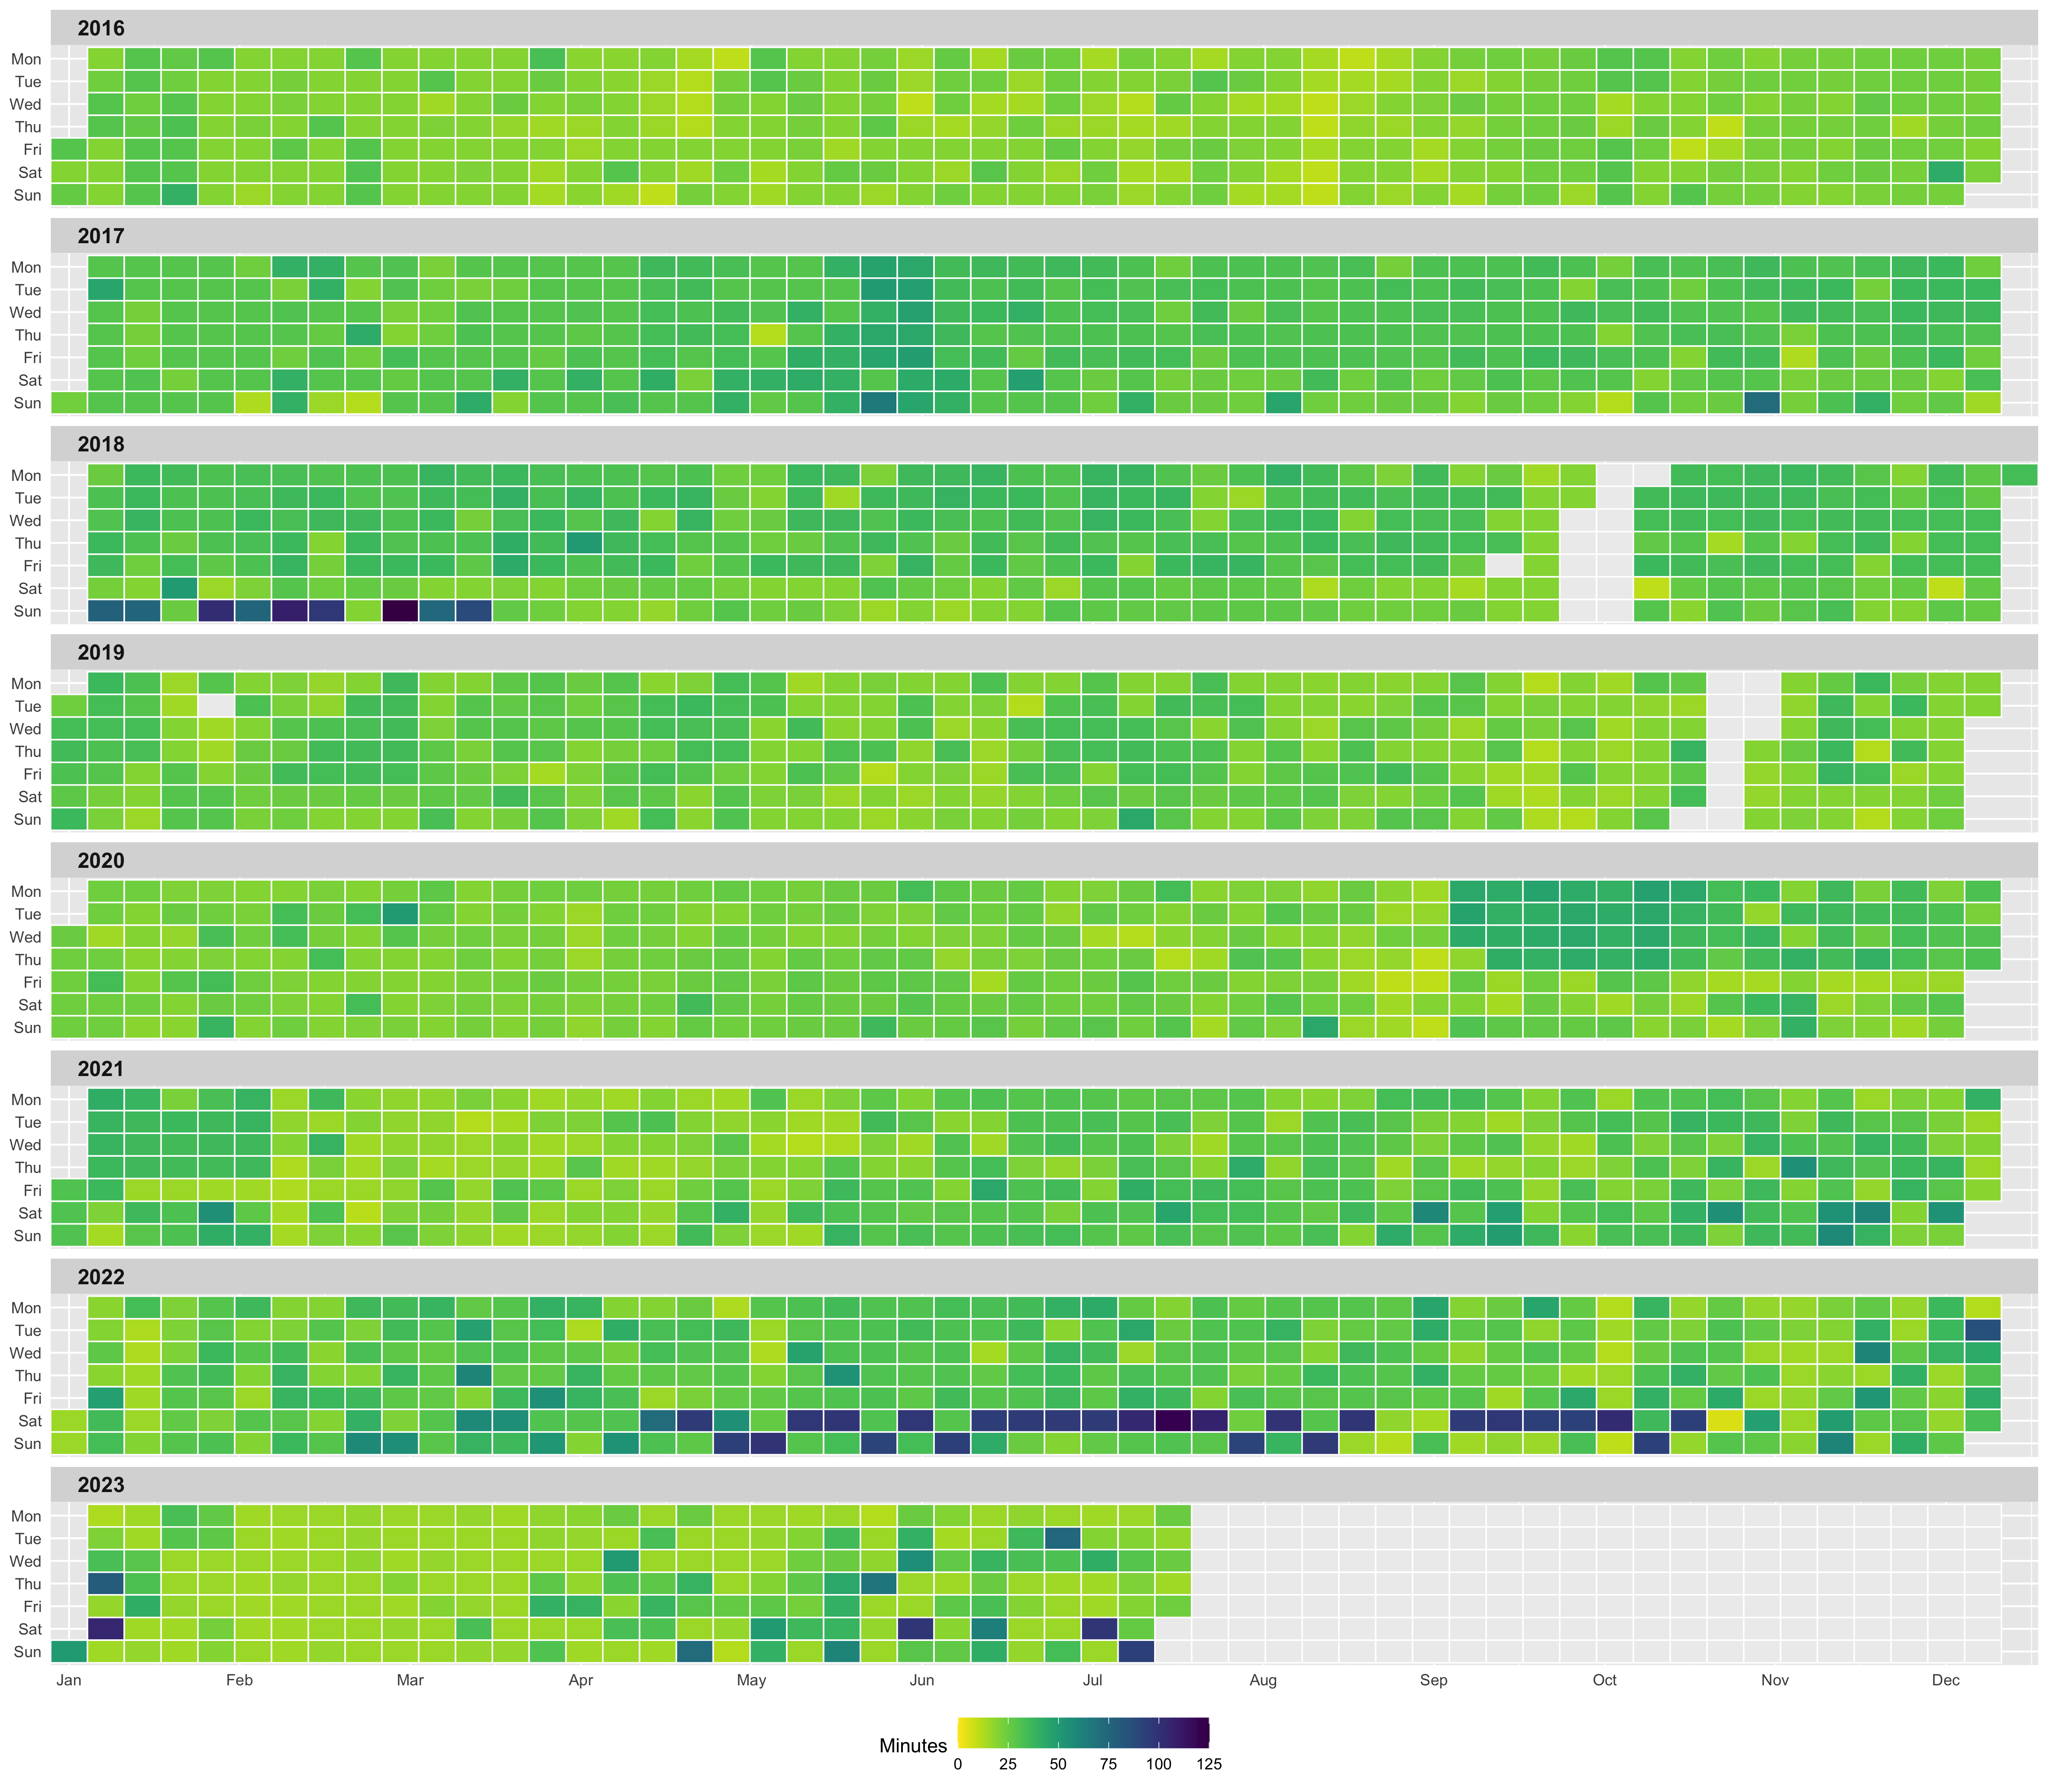 2016
Mon
Tue
Wed
Thu
Fri
Sat
Sun
2017
Mon
Tue
Wed
Thu
Fri
Sat
Sun
2018
Mon
Tue
Wed
Thu
Fri
Sat
Sun
2019
Mon
Tue
Wed
Thu
Fri
Sat
Sun
2020
Mon
Tue
Wed
Thu
Fri
Sat
Sun
2021
Mon
Tue
Wed
Thu
Fri
Sat
Sun
2022
Mon
Tue
Wed
Thu
Fri
Sat
Sun
2023
Mon
Tue
Wed
Thu
Fri
Sat
Sun
Jan Feb Mar Apr May Jun Jul Aug Sep Oct Nov Dec
Minutes
0 25 50 75 100 125